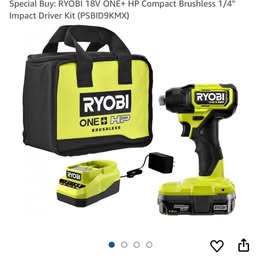 Special Buy: RYOBI 18V ONE+ HP Compact Brushless 1/4"
Impact Driver Kit (PSBID9KMX)
RYOBI
ONE+ HP
BRUSHLESS
RYOBI
RYOBI
RYOBI